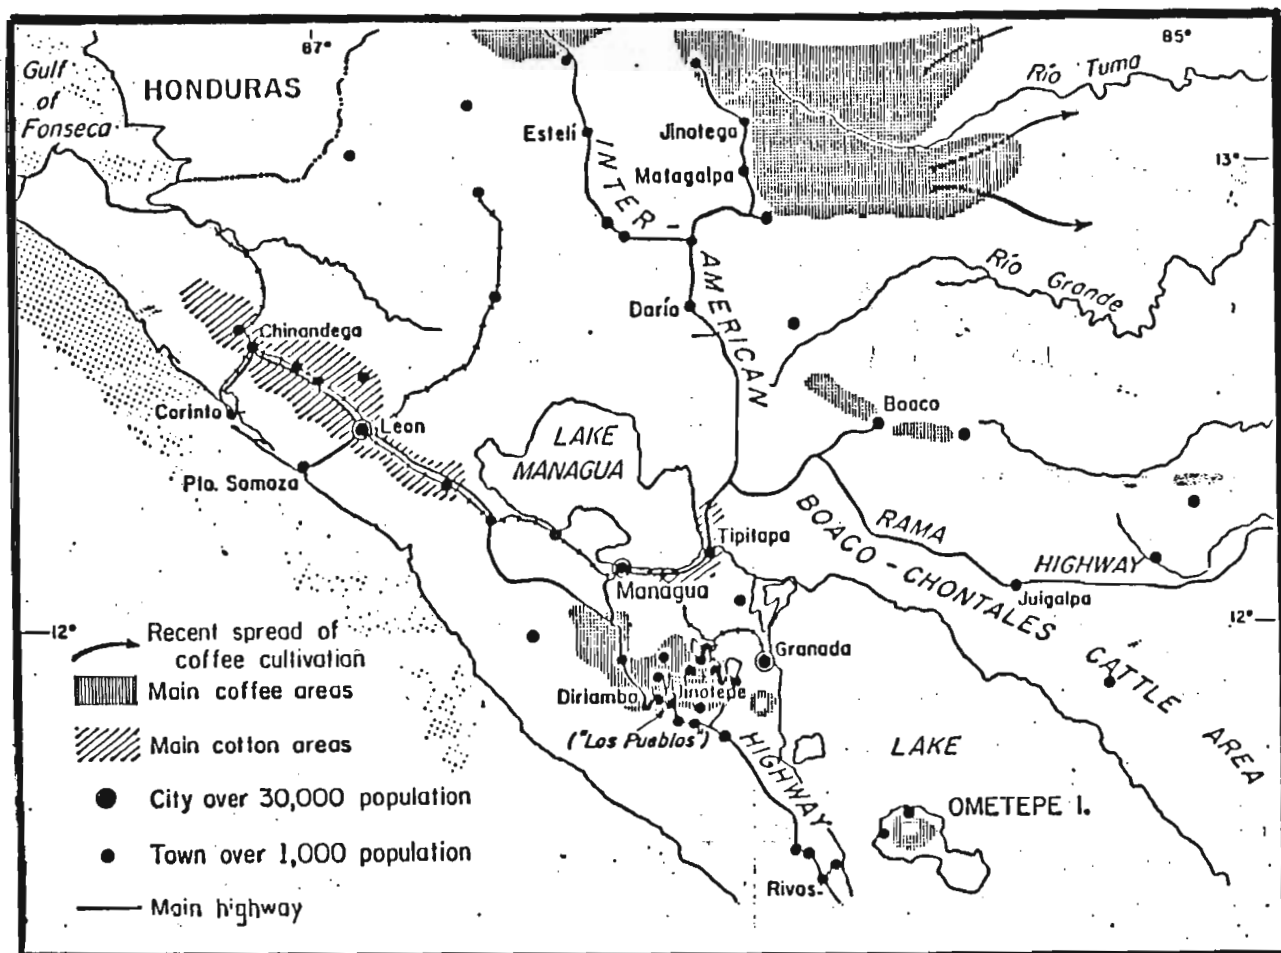 87°
85°
Gulf
of
Fonseca
HONDURAS
Río Tuma
Estelí
Jinotega
13°
Matagalpa
INTER-
AMERICAN
Río Grande
Darío
Chinandega
Corinto
Leon
Boaco
LAKE
MANAGUA
Pto. Somoza
Tipitapa
RAMA
HIGHWAY
BOACO-CHONTALES CATTLE AREA
Managua
Juigalpa
12°
12°
Recent spread of
coffee cultivation
Granada
Main coffee areas
Diriamba
Jinotepe
("Los Pueblos")
HIGHWAY
LAKE
Main cotton areas
City over 30,000 population
OMETEPE I.
Town over 1,000 population
Rivas
Main highway